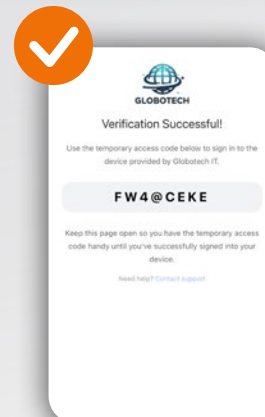 GLOBOTECH
Verification Successful!
Use the temporary access code below to sign in to the
device provided by Globotech IT.
FW4@CEKE
Keep this page open so you have the temporary access
code handy until you've successfully signed into your
device.
Need help? Contact support